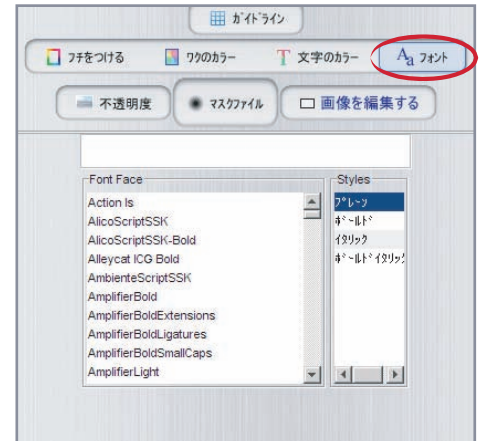 ｶﾞｲﾄﾞﾗｲﾝ
ﾌﾁをつける ﾜｸのｶﾗｰ T 文字のｶﾗｰ Aa ﾌｫﾝﾄ
不透明度 ﾏｽｸﾌｧｲﾙ 画像を編集する
Font Face Styles
Action Is ﾌﾟﾚｰﾝ
AlicoScriptSSK ﾎﾞｰﾙﾄﾞ
AlicoScriptSSK-Bold ｲﾀﾘｯｸ
Alleycat ICG Bold ﾎﾞｰﾙﾄﾞｲﾀﾘｯｸ
AmbienteScriptSSK
AmplifierBold
AmplifierBoldExtensions
AmplifierBoldLigatures
AmplifierBoldSmallCaps
AmplifierLight